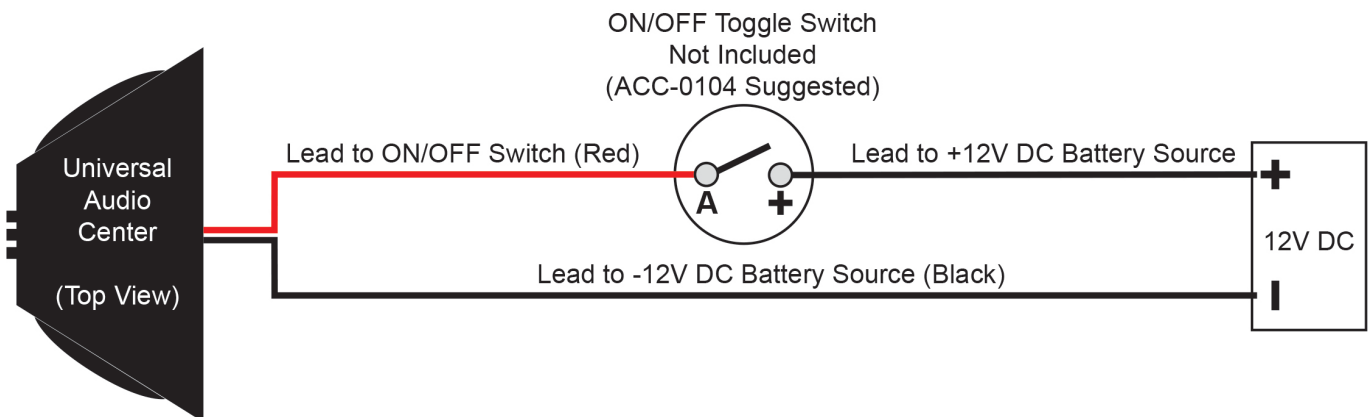 ON/OFF Toggle Switch
Not Included
(ACC-0104 Suggested)
Universal
Audio
Center
(Top View)
Lead to ON/OFF Switch (Red)
A
+
Lead to +12V DC Battery Source
+
12V DC
-
Lead to -12V DC Battery Source (Black)